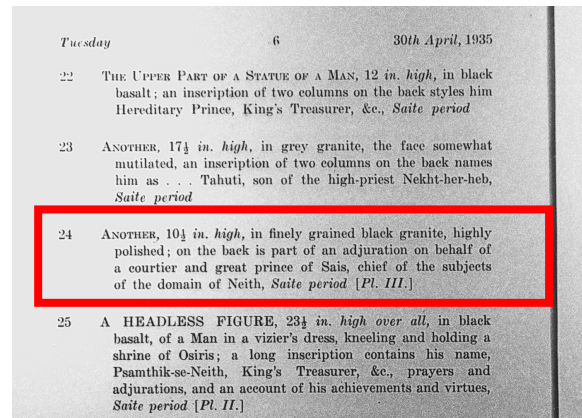 Tuesday 6 30th April, 1935
22 The Upper Part of a Statue of a Man, 12 in. high, in black
basalt; an inscription of two columns on the back styles him
Hereditary Prince, King's Treasurer, &c., Saite period
23 Another, 17½ in. high, in grey granite, the face somewhat
mutilated, an inscription of two columns on the back names
him as . . . Tahuti, son of the high-priest Nekht-her-heb,
Saite period
24 Another, 10½ in. high, in finely grained black granite, highly
polished; on the back is part of an adjuration on behalf of
a courtier and great prince of Sais, chief of the subjects
of the domain of Neith, Saite period [Pl. III.]
25 A HEADLESS FIGURE, 23½ in. high over all, in black
basalt, of a Man in a vizier's dress, kneeling and holding a
shrine of Osiris; a long inscription contains his name,
Psamthik-se-Neith, King's Treasurer, &c., prayers and
adjurations, and an account of his achievements and virtues,
Saite period [Pl. II.]